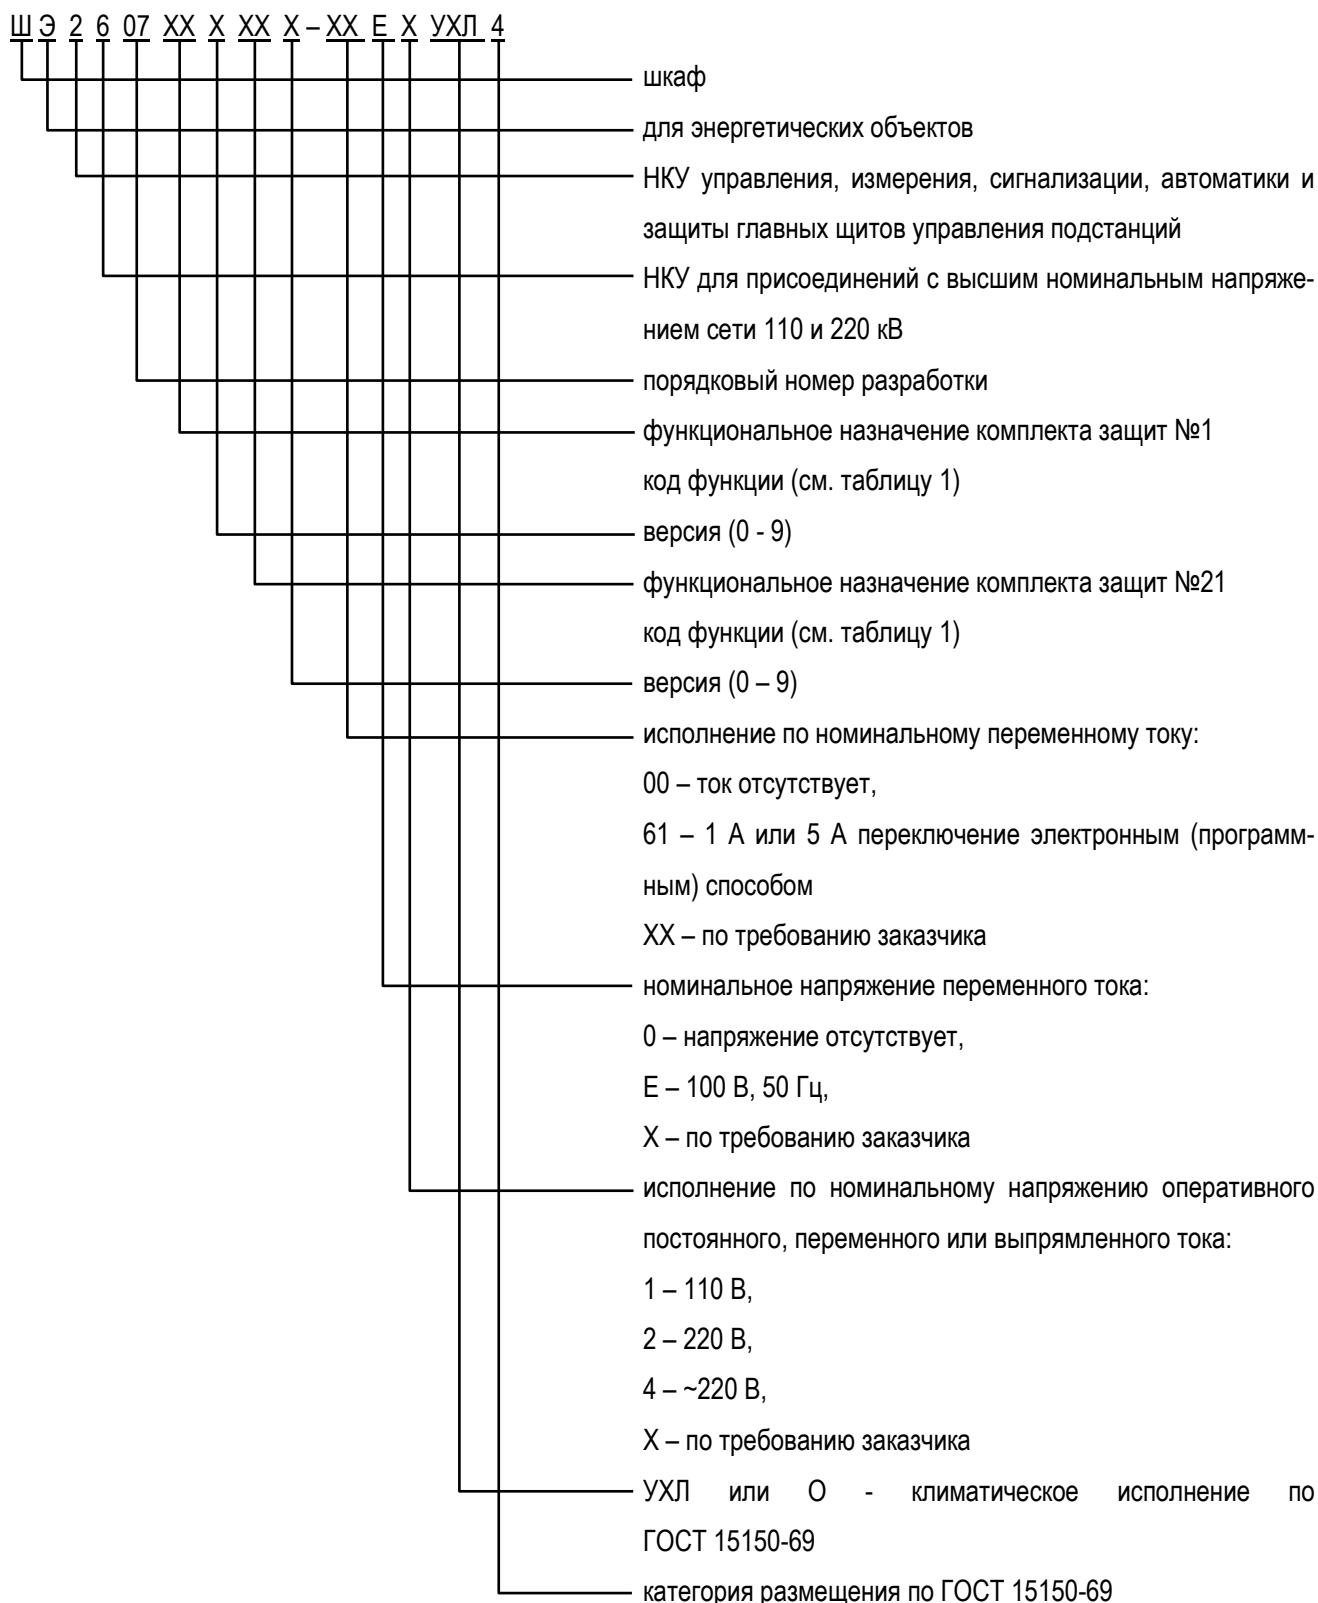 Ш Э 2 6 07 ХХ Х ХХ Х – ХХ Е Х УХЛ 4
шкаф
для энергетических объектов
НКУ управления, измерения, сигнализации, автоматики и
защиты главных щитов управления подстанций
НКУ для присоединений с высшим номинальным напряже-
нием сети 110 и 220 кВ
порядковый номер разработки
функциональное назначение комплекта защит №1
код функции (см. таблицу 1)
версия (0 - 9)
функциональное назначение комплекта защит №21
код функции (см. таблицу 1)
версия (0 – 9)
исполнение по номинальному переменному току:
00 – ток отсутствует,
61 – 1 А или 5 А переключение электронным (программ-
ным) способом
ХХ – по требованию заказчика
номинальное напряжение переменного тока:
0 – напряжение отсутствует,
Е – 100 В, 50 Гц,
Х – по требованию заказчика
исполнение по номинальному напряжению оперативного
постоянного, переменного или выпрямленного тока:
1 – 110 В,
2 – 220 В,
4 – ~220 В,
Х – по требованию заказчика
УХЛ или О - климатическое исполнение по
ГОСТ 15150-69
категория размещения по ГОСТ 15150-69